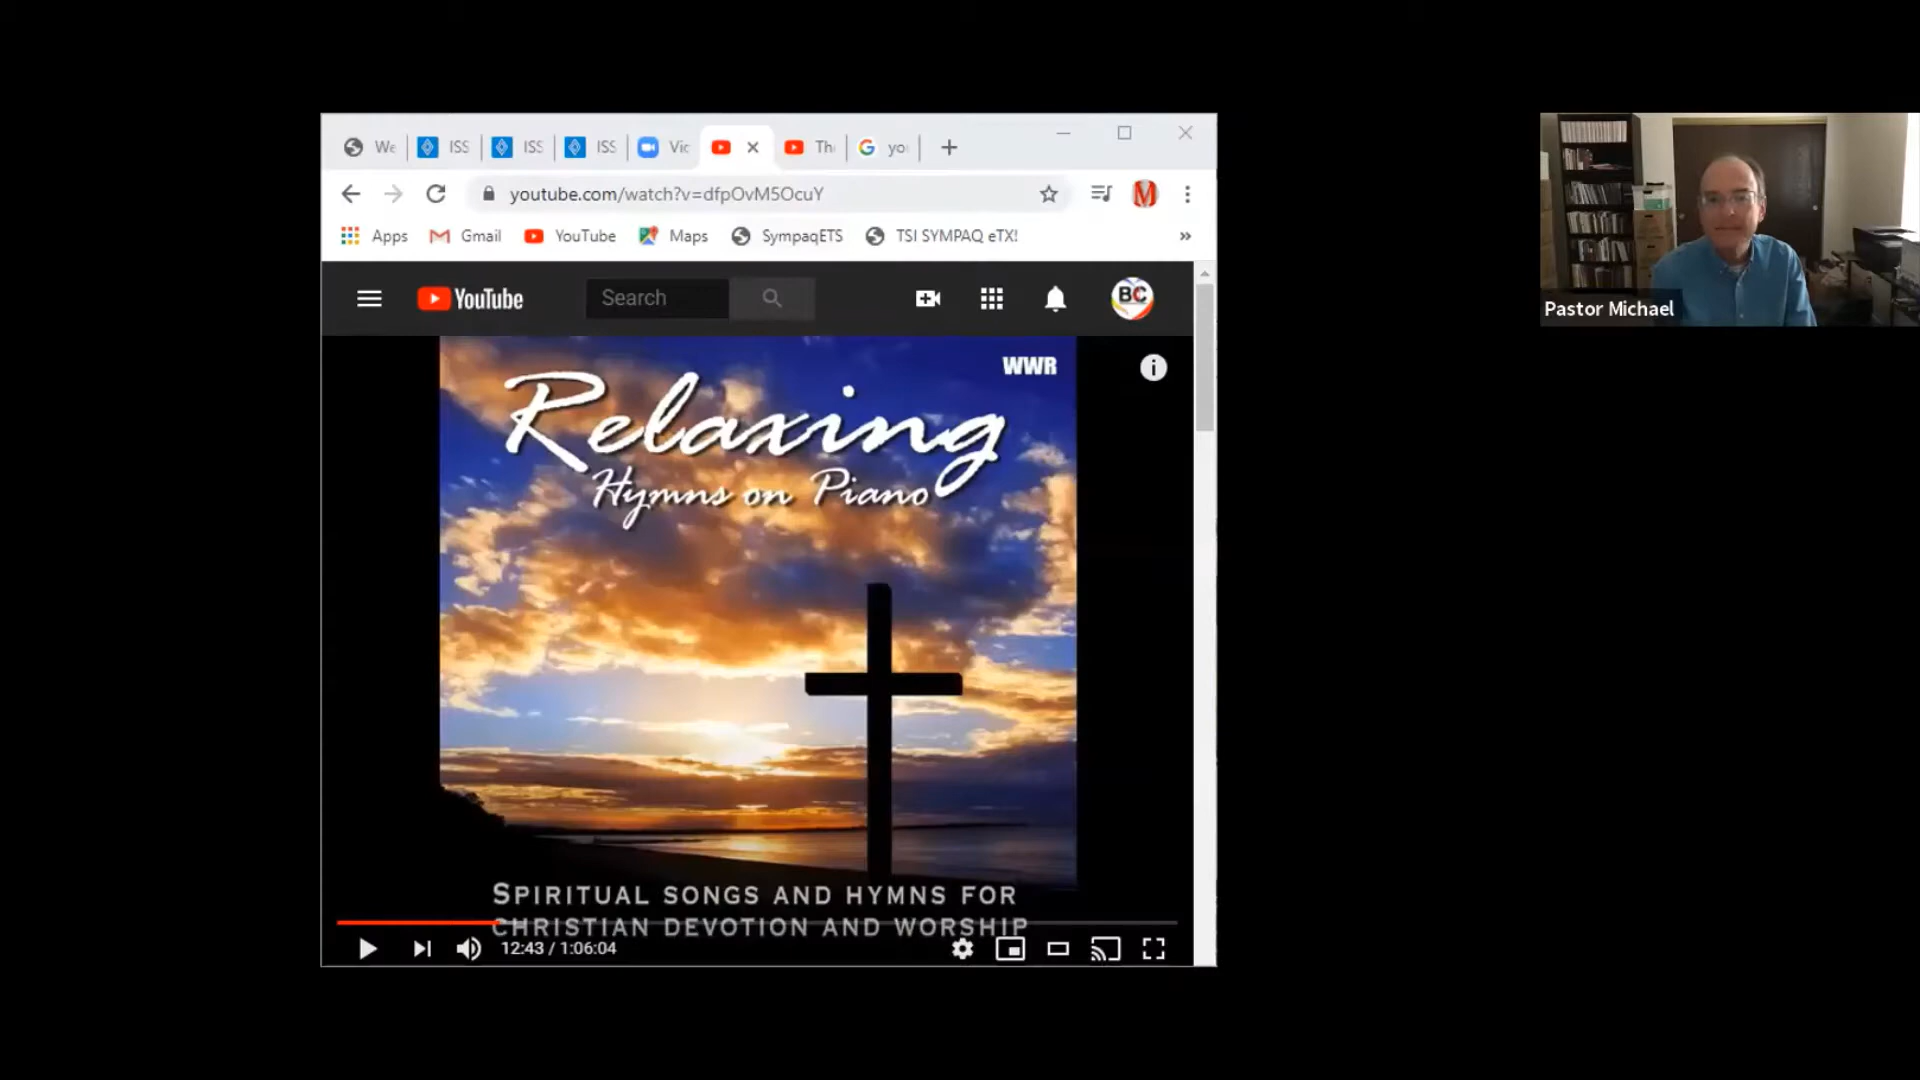 We ISS ISS ISS Vic The yo
youtube.com/watch?v=dfpOvM5OcuY
Apps Gmail YouTube Maps SympaqETS TSI SYMPAQ eTX! »
YouTube Search BC
WWR
Relaxing
Hymns on Piano
SPIRITUAL SONGS AND HYMNS FOR
CHRISTIAN DEVOTION AND WORSHIP
12:43 / 1:06:04
Pastor Michael